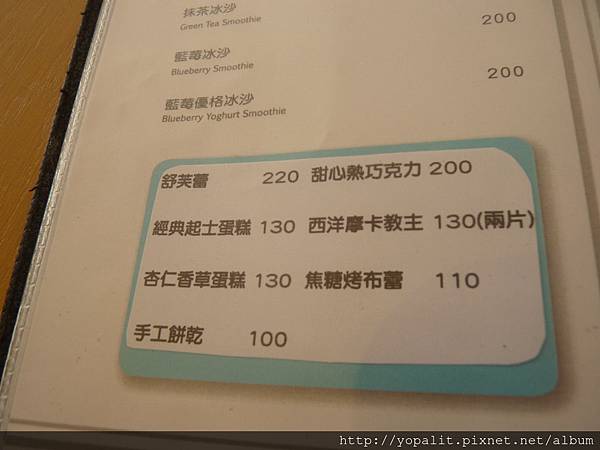 抹茶冰沙
Green Tea Smoothie
200
藍莓冰沙
Blueberry Smoothie
200
藍莓優格冰沙
Blueberry Yoghurt Smoothie
舒芙蕾 220 甜心熱巧克力 200
經典起士蛋糕 130 西洋摩卡教主 130(兩片)
杏仁香草蛋糕 130 焦糖烤布蕾 110
手工餅乾 100
http://yopalit.pixnet.net/album